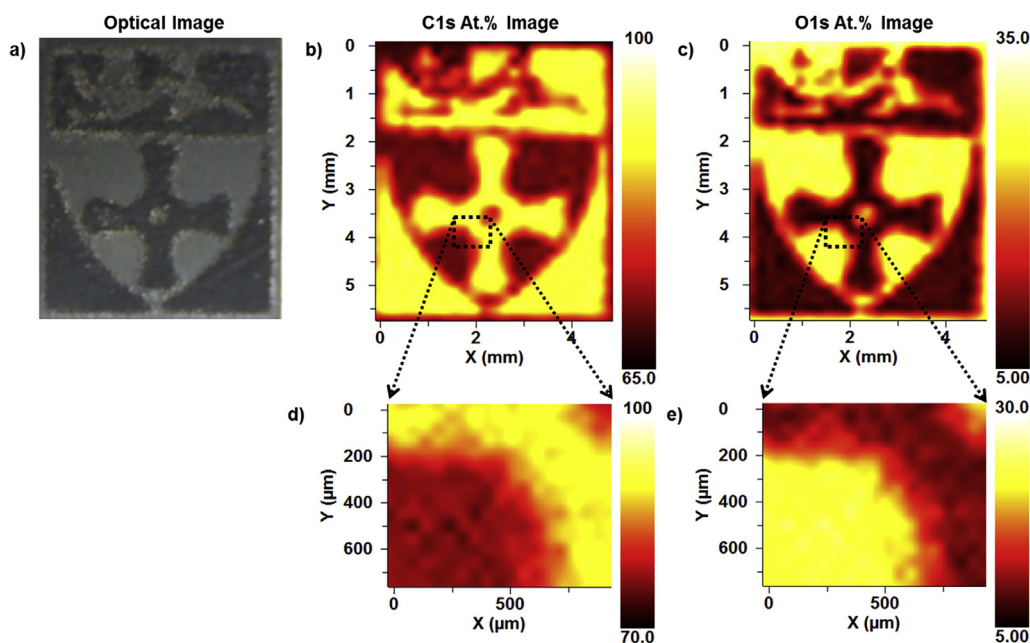 Optical Image
C1s At.% Image
O1s At.% Image
a)
b)
c)
100
35.0
0
1
2
3
4
5
Y (mm)
0
2
4
X (mm)
65.0
0
1
2
3
4
5
Y (mm)
0
2
4
X (mm)
5.00
d)
100
e)
30.0
0
200
400
600
Y (µm)
0
500
X (µm)
70.0
0
200
400
600
Y (µm)
0
500
X (µm)
5.00